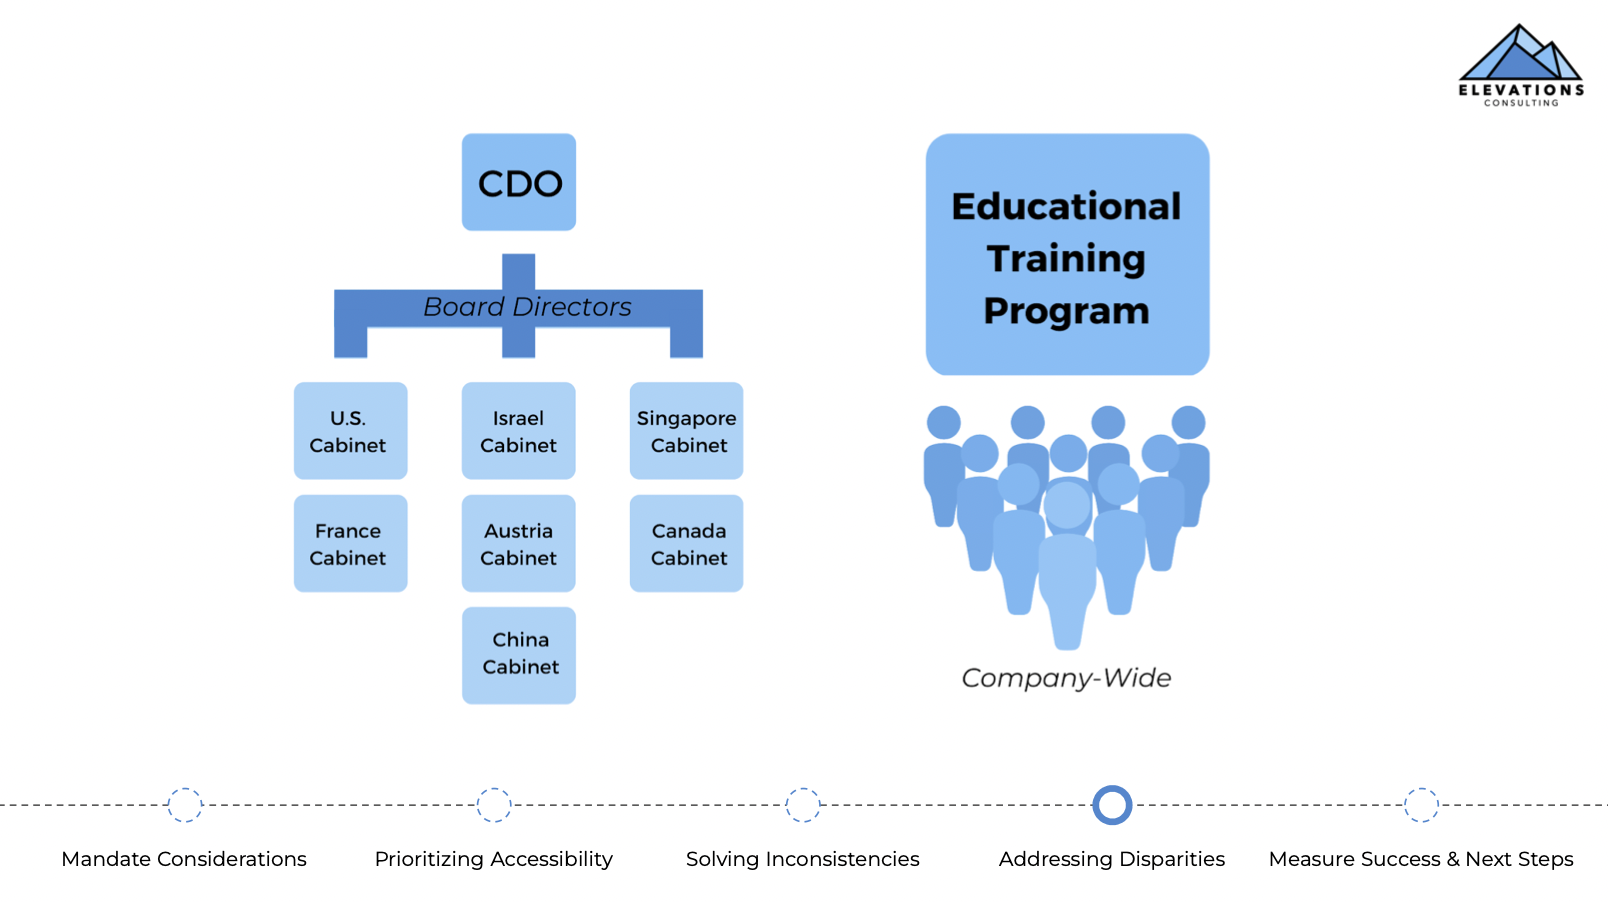 ELEVATIONS
CONSULTING
CDO
Board Directors
U.S.
Cabinet
Israel
Cabinet
Singapore
Cabinet
France
Cabinet
Austria
Cabinet
Canada
Cabinet
China
Cabinet
Educational
Training
Program
Company-Wide
Mandate Considerations
Prioritizing Accessibility
Solving Inconsistencies
Addressing Disparities
Measure Success & Next Steps